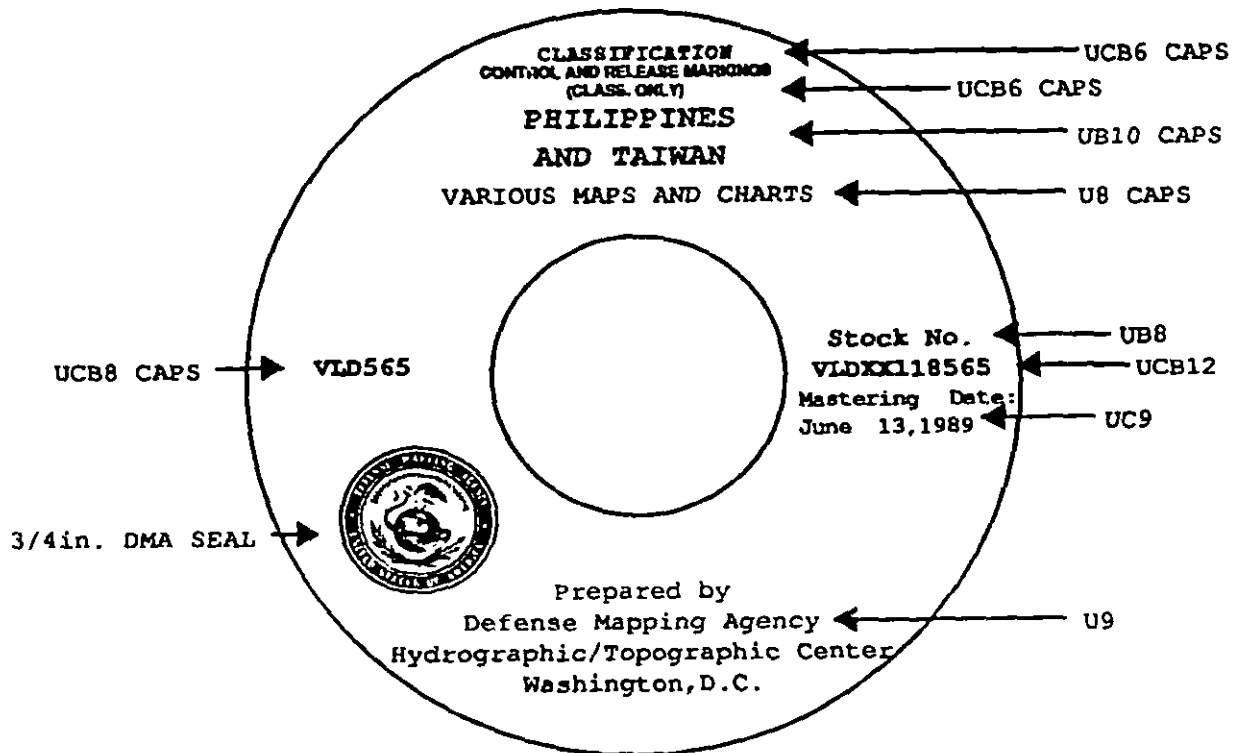 CLASSIFICATION
CONTROL AND RELEASE MARKINGS
(CLASS. ONLY)
PHILIPPINES
AND TAIWAN
VARIOUS MAPS AND CHARTS
UCB6 CAPS
UCB6 CAPS
UB10 CAPS
U8 CAPS
UCB8 CAPS
VLD565
Stock No.
VLDXX118565
Mastering Date:
June 13,1989
UB8
UCB12
UC9
3/4in. DMA SEAL
Prepared by
Defense Mapping Agency
Hydrographic/Topographic Center
Washington,D.C.
U9